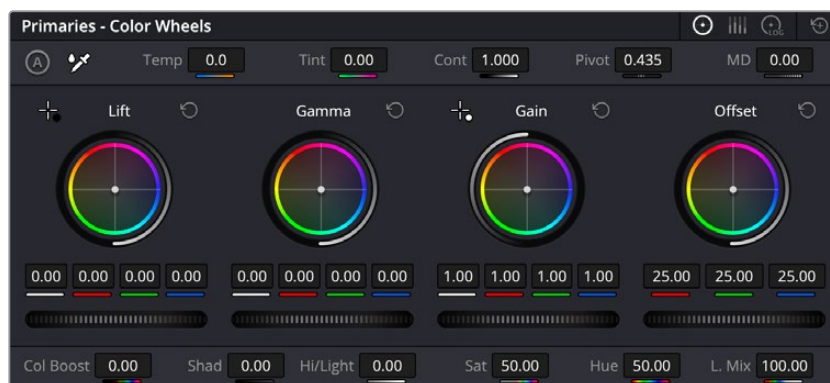 Primaries - Color Wheels
LOG
A Temp 0.0 Tint 0.00 Cont 1.000 Pivot 0.435 MD 0.00
Lift Gamma Gain Offset
0.00 0.00 0.00 0.00 0.00 0.00 0.00 0.00 1.00 1.00 1.00 1.00 25.00 25.00 25.00
Col Boost 0.00 Shad 0.00 Hi/Light 0.00 Sat 50.00 Hue 50.00 L. Mix 100.00